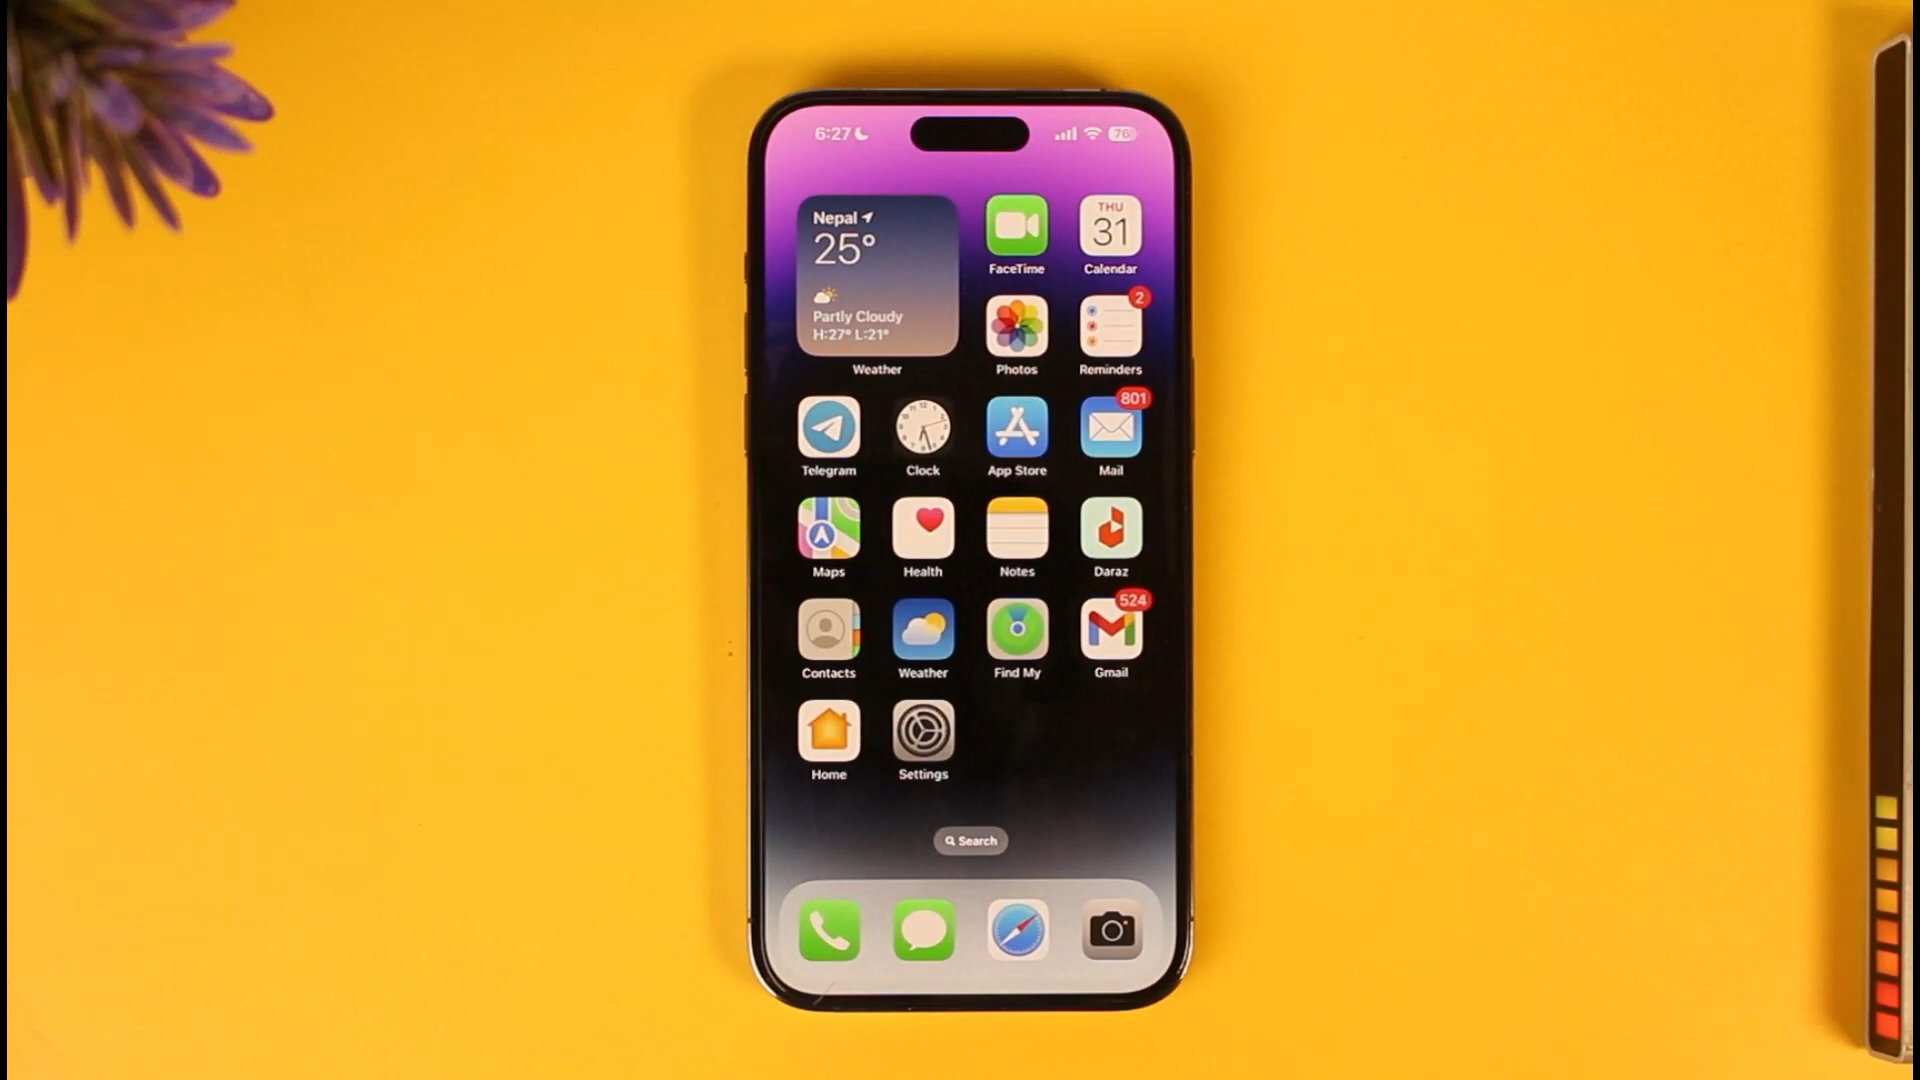 6:27
76
Nepal
25°
Partly Cloudy
H:27° L:21°
Weather
FaceTime
THU
31
Calendar
Photos
2
Reminders
Telegram
Clock
App Store
801
Mail
Maps
Health
Notes
Daraz
Contacts
Weather
Find My
524
Gmail
Home
Settings
Search